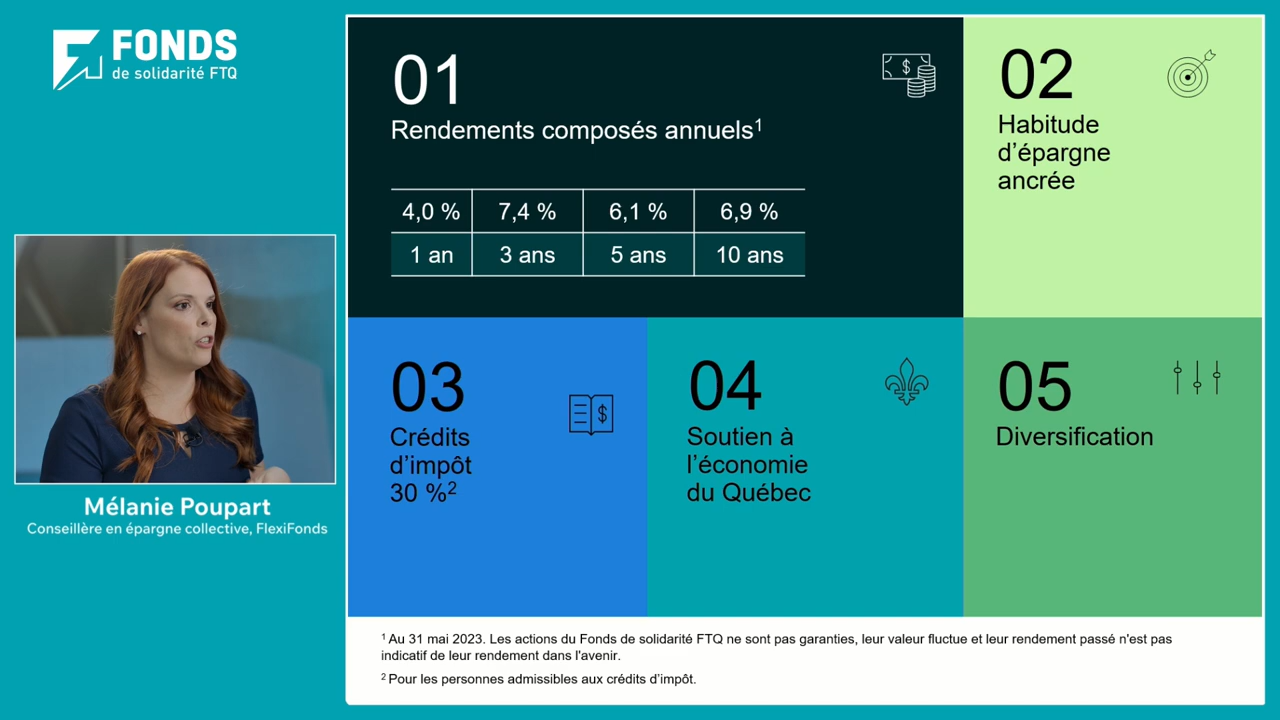 FONDS
de solidarité FTQ
Mélanie Poupart
Conseillère en épargne collective, FlexiFonds
01
Rendements composés annuels¹
4,0 % 7,4 % 6,1 % 6,9 %
1 an 3 ans 5 ans 10 ans
02
Habitude
d’épargne
ancrée
03
Crédits
d’impôt
30 %²
04
Soutien à
l’économie
du Québec
05
Diversification
¹ Au 31 mai 2023. Les actions du Fonds de solidarité FTQ ne sont pas garanties, leur valeur fluctue et leur rendement passé n'est pas
indicatif de leur rendement dans l'avenir.
² Pour les personnes admissibles aux crédits d’impôt.